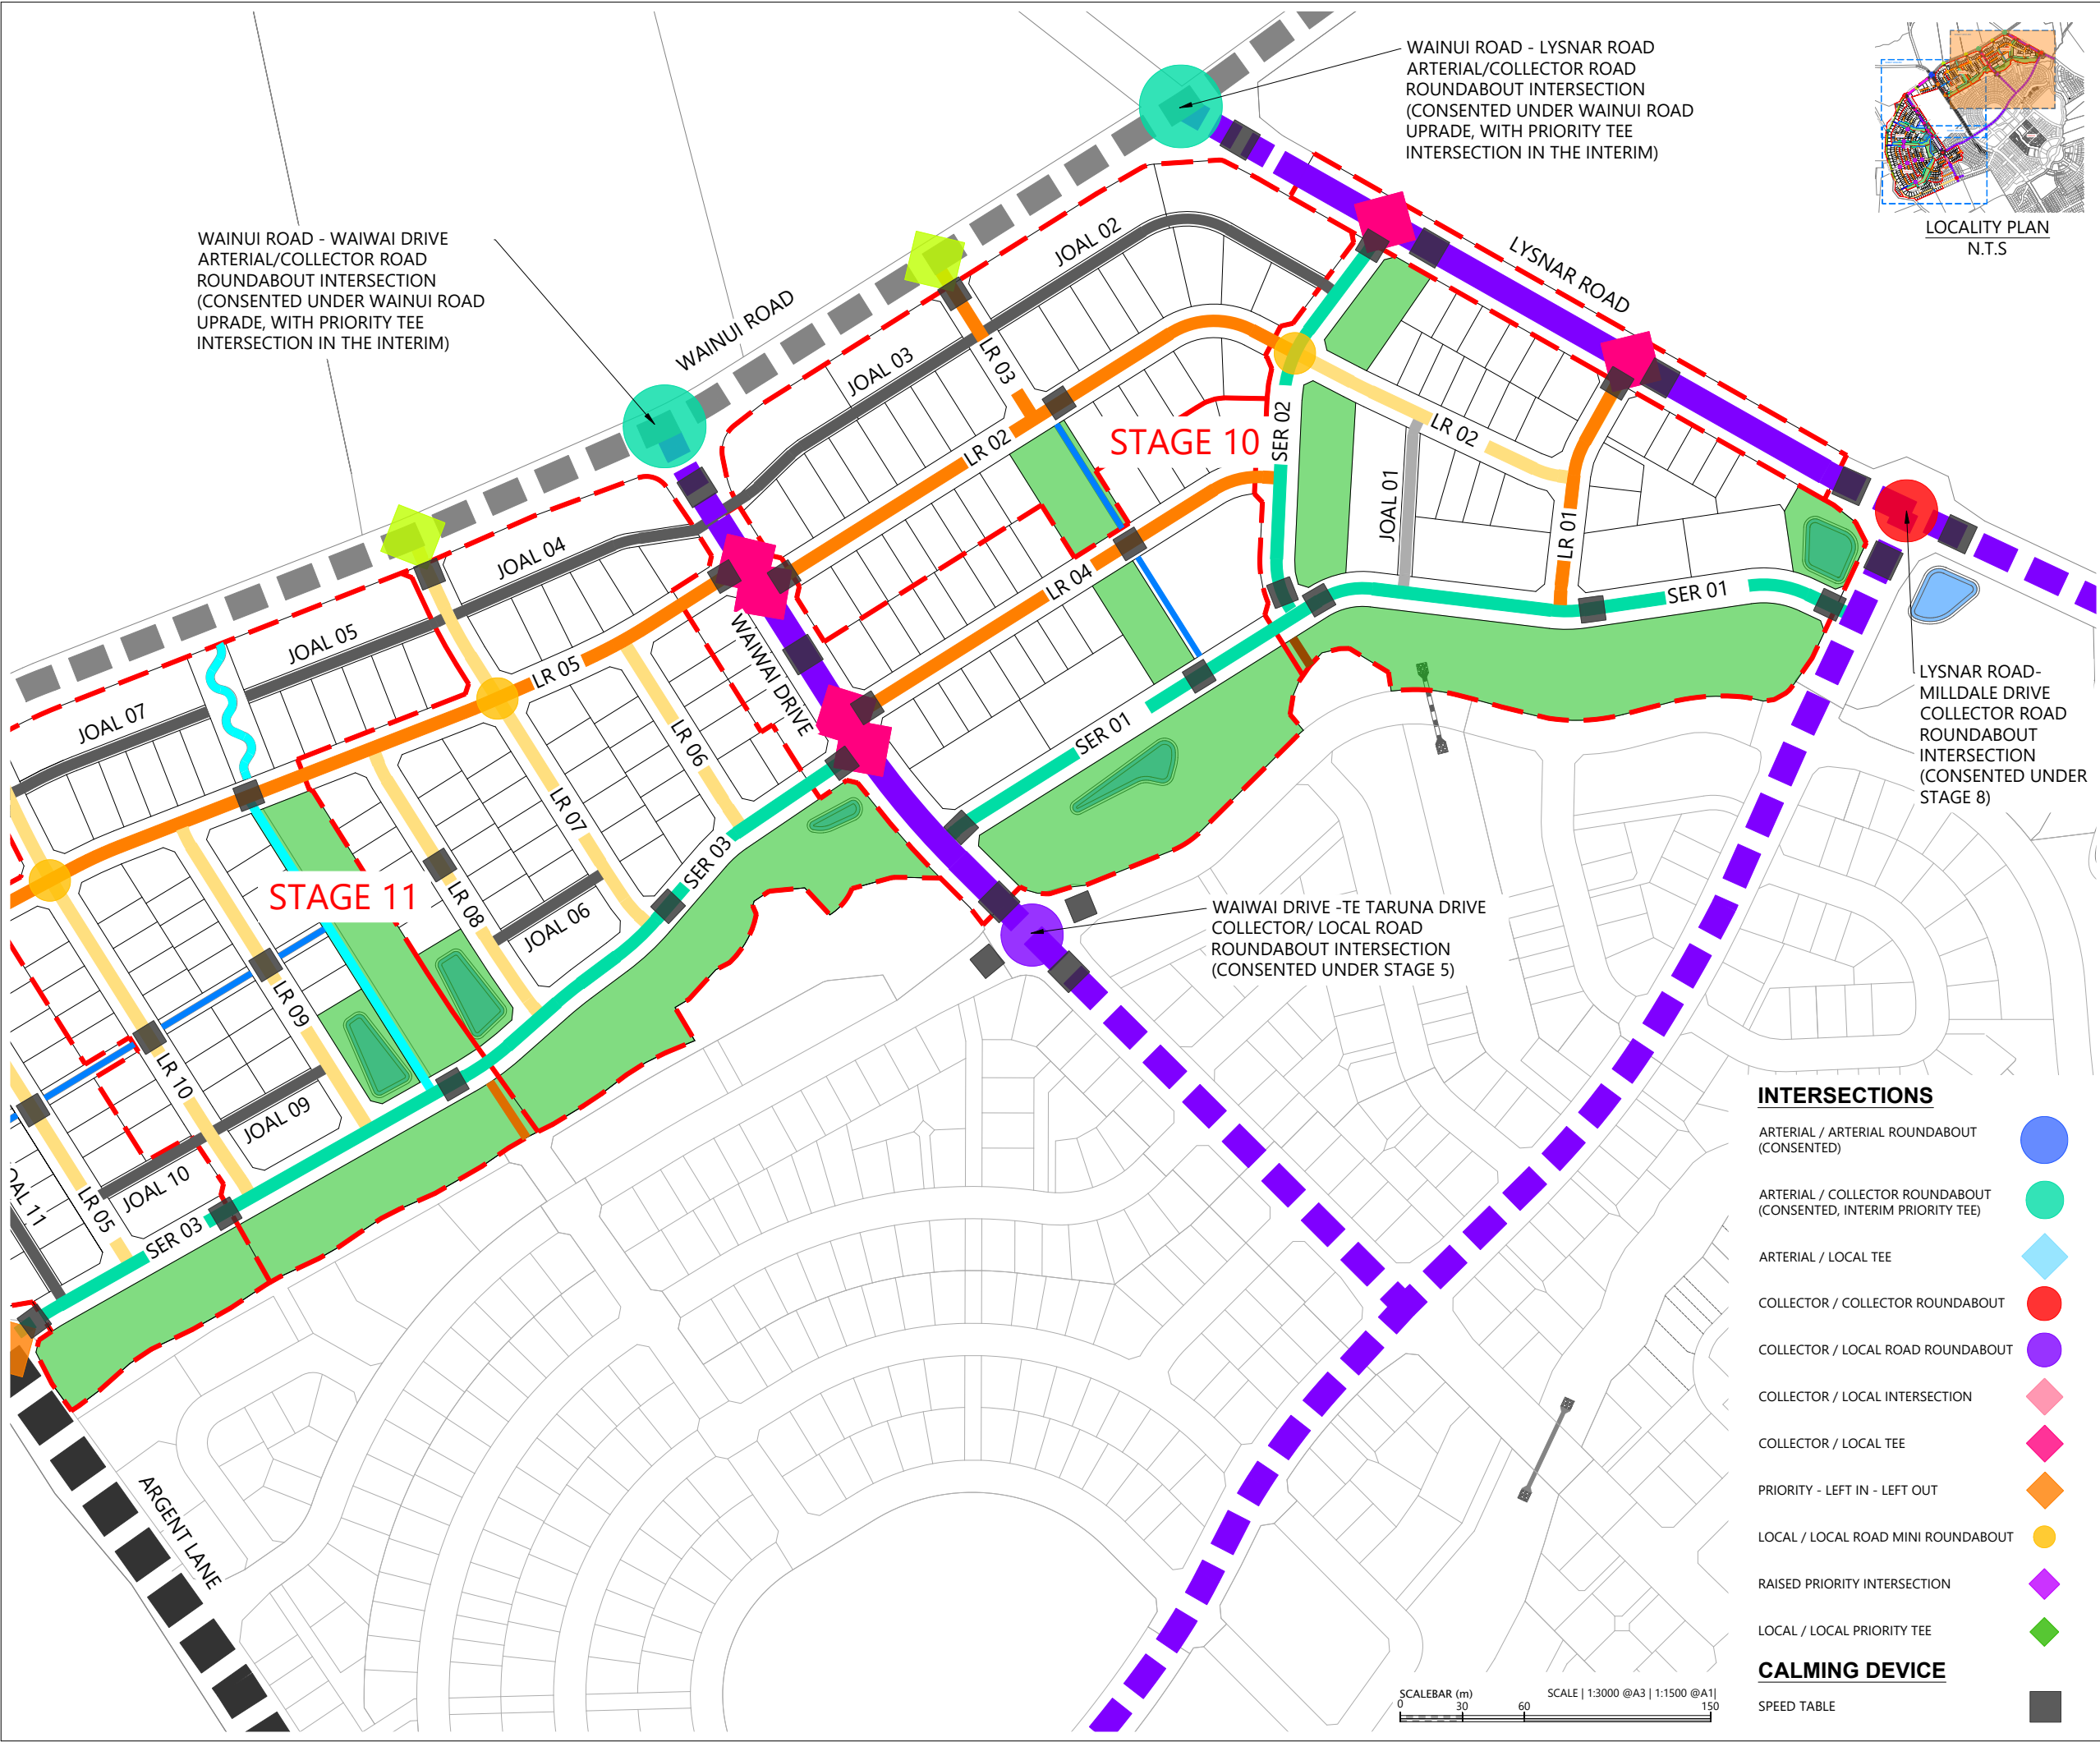 WAINUI ROAD - LYSNAR ROAD
ARTERIAL/COLLECTOR ROAD
ROUNDABOUT INTERSECTION
(CONSENTED UNDER WAINUI ROAD
UPRADE, WITH PRIORITY TEE
INTERSECTION IN THE INTERIM)
LOCALITY PLAN
N.T.S
WAINUI ROAD - WAIWAI DRIVE
ARTERIAL/COLLECTOR ROAD
ROUNDABOUT INTERSECTION
(CONSENTED UNDER WAINUI ROAD
UPRADE, WITH PRIORITY TEE
INTERSECTION IN THE INTERIM)
WAINUI ROAD
JOAL 02
LYSNAR ROAD
JOAL 03
LR 03
LR 02
STAGE 10
SER 02
LR 02
JOAL 01
LR 01
SER 01
JOAL 04
LR 04
WAIWAI DRIVE
SER 01
JOAL 05
LR 05
LR 06
JOAL 07
LR 07
SER 03
STAGE 11
LR 08
JOAL 06
LR 09
LR 10
JOAL 09
JOAL 10
LR 05
OAL 11
SER 03
ARGENT LANE
LYSNAR ROAD-
MILLDALE DRIVE
COLLECTOR ROAD
ROUNDABOUT
INTERSECTION
(CONSENTED UNDER
STAGE 8)
WAIWAI DRIVE -TE TARUNA DRIVE
COLLECTOR/ LOCAL ROAD
ROUNDABOUT INTERSECTION
(CONSENTED UNDER STAGE 5)
INTERSECTIONS
ARTERIAL / ARTERIAL ROUNDABOUT
(CONSENTED)
ARTERIAL / COLLECTOR ROUNDABOUT
(CONSENTED, INTERIM PRIORITY TEE)
ARTERIAL / LOCAL TEE
COLLECTOR / COLLECTOR ROUNDABOUT
COLLECTOR / LOCAL ROAD ROUNDABOUT
COLLECTOR / LOCAL INTERSECTION
COLLECTOR / LOCAL TEE
PRIORITY - LEFT IN - LEFT OUT
LOCAL / LOCAL ROAD MINI ROUNDABOUT
RAISED PRIORITY INTERSECTION
LOCAL / LOCAL PRIORITY TEE
CALMING DEVICE
SPEED TABLE
SCALEBAR (m) SCALE | 1:3000 @A3 | 1:1500 @A1|
0 30 60 150